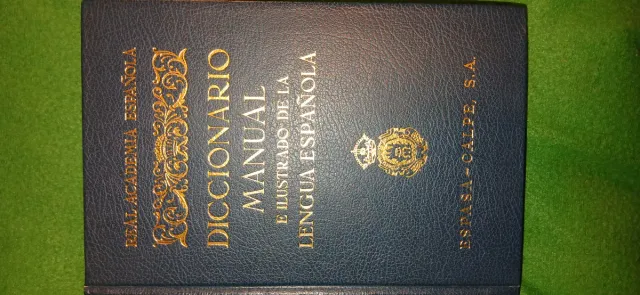 REAL ACADEMIA ESPAÑOLA
DICCIONARIO
MANUAL
E ILUSTRADO DE LA
LENGUA ESPAÑOLA
ESPASA-CALPE, S.A.